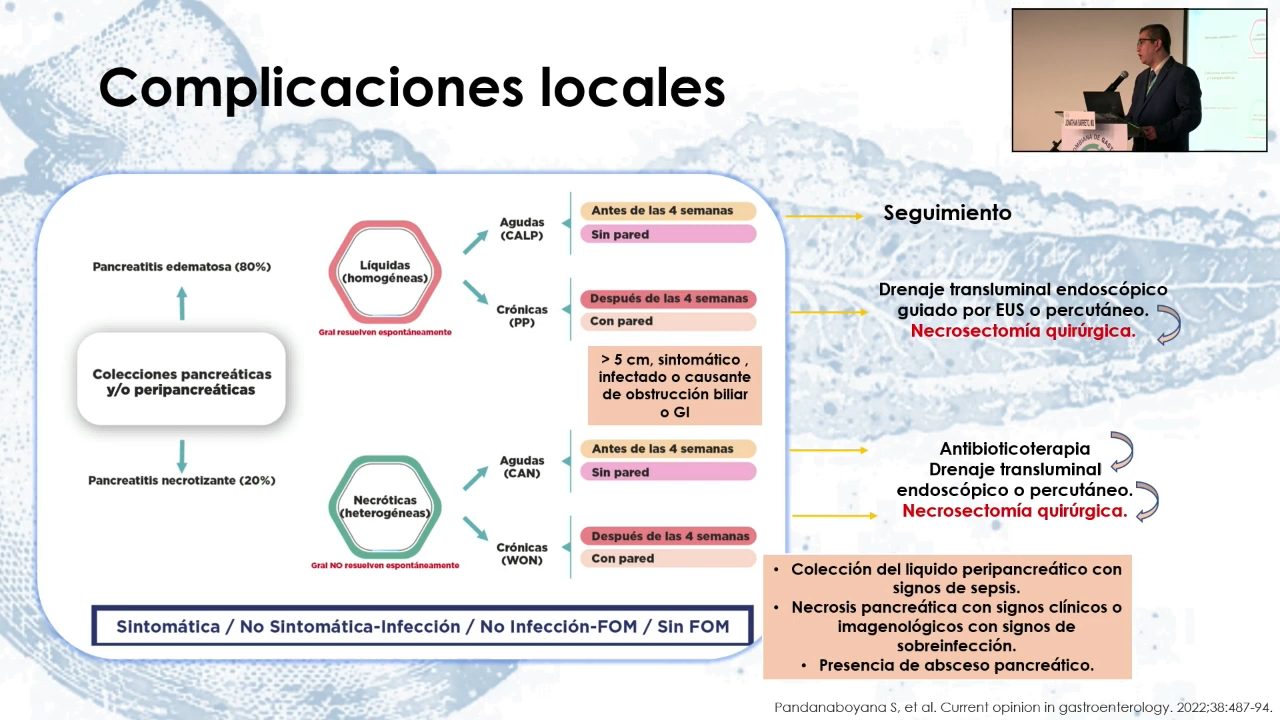 Complicaciones locales
Pancreatitis edematosa (80%)
Colecciones pancreáticas
y/o peripancreáticas
Pancreatitis necrotizante (20%)
Líquidas
(homogéneas)
Gral resuelven espontáneamente
Agudas
(CALP)
Antes de las 4 semanas
Sin pared
Crónicas
(PP)
Después de las 4 semanas
Con pared
> 5 cm, sintomático ,
infectado o causante
de obstrucción biliar
o GI
Necróticas
(heterogéneas)
Gral NO resuelven espontáneamente
Agudas
(CAN)
Antes de las 4 semanas
Sin pared
Crónicas
(WON)
Después de las 4 semanas
Con pared
Sintomática / No Sintomática-Infección / No Infección-FOM / Sin FOM
Seguimiento
Drenaje transluminal endoscópico
guiado por EUS o percutáneo.
Necrosectomía quirúrgica.
Antibioticoterapia
Drenaje transluminal
endoscópico o percutáneo.
Necrosectomía quirúrgica.
• Colección del liquido peripancreático con
signos de sepsis.
• Necrosis pancreática con signos clínicos o
imagenológicos con signos de
sobreinfección.
• Presencia de absceso pancreático.
Pandanaboyana S, et al. Current opinion in gastroenterology. 2022;38:487-94.